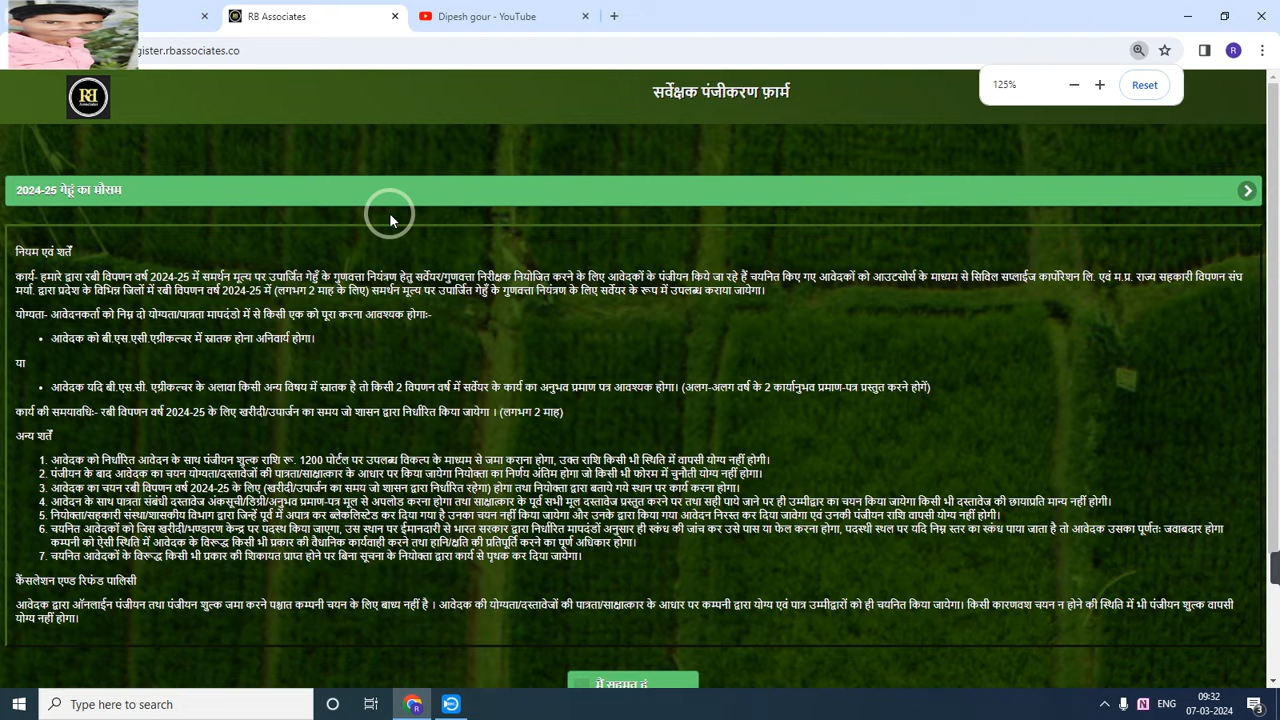 RB Associates
Dipesh gour - YouTube
gister.rbassociates.co
R
125%
Reset
RB
Associates
सर्वेक्षक पंजीकरण फ़ार्म
2024-25 गेहूं का मौसम
नियम एवं शर्तें
कार्य- हमारे द्वारा रबी विपणन वर्ष 2024-25 में समर्थन मूल्य पर उपार्जित गेहूँ के गुणवत्ता नियंत्रण हेतु सर्वेयर/गुणवत्ता निरीक्षक नियोजित करने के लिए आवेदकों के पंजीयन किये जा रहे हैं चयनित किए गए आवेदकों को आउटसोर्स के माध्यम से सिविल सप्लाईज कार्पोरेशन लि. एवं म.प्र. राज्य सहकारी विपणन संघ
मर्या. द्वारा प्रदेश के विभिन्न जिलों में रबी विपणन वर्ष 2024-25 में (लगभग 2 माह के लिए) समर्थन मूल्य पर उपार्जित गेहूँ के गुणवत्ता नियंत्रण के लिए सर्वेयर के रूप में उपलब्ध कराया जायेगा।
योग्यता- आवेदनकर्ता को निम्न दो योग्यता/पात्रता मापदंडो में से किसी एक को पूरा करना आवश्यक होगाः-
• आवेदक को बी.एस.एसी.एग्रीकल्चर में स्नातक होना अनिवार्य होगा।
या
• आवेदक यदि बी.एस.सी. एग्रीकल्चर के अलावा किसी अन्य विषय में स्नातक है तो किसी 2 विपणन वर्ष में सर्वेयर के कार्य का अनुभव प्रमाण पत्र आवश्यक होगा। (अलग-अलग वर्ष के 2 कार्यानुभव प्रमाण-पत्र प्रस्तुत करने होगें)
कार्य की समयावधिः- रबी विपणन वर्ष 2024-25 के लिए खरीदी/उपार्जन का समय जो शासन द्वारा निर्धारित किया जायेगा । (लगभग 2 माह)
अन्य शर्तें
1. आवेदक को निर्धारित आवेदन के साथ पंजीयन शुल्क राशि रू. 1200 पोर्टल पर उपलब्ध विकल्प के माध्यम से जमा कराना होगा, उक्त राशि किसी भी स्थिति में वापसी योग्य नहीं होगी।
2. पंजीयन के बाद आवेदक का चयन योग्यता/दस्तावेजों की पात्रता/साक्षात्कार के आधार पर किया जायेगा नियोक्ता का निर्णय अंतिम होगा जो किसी भी फोरम में चुनौती योग्य नहीं होगा।
3. आवेदक का चयन रबी विपणन वर्ष 2024-25 के लिए (खरीदी/उपार्जन का समय जो शासन द्वारा निर्धारित रहेगा) होगा तथा नियोक्ता द्वारा बताये गये स्थान पर कार्य करना होगा।
4. आवेदन के साथ पात्रता संबंधी दस्तावेज अंकसूची/डिग्री/अनुभव प्रमाण पत्र मूल से अपलोड करना होगा तथा साक्षात्कार के पूर्व सभी मूल दस्तावेज प्रस्तुत करने पर तथा सही पाये जाने पर ही उम्मीद्वार का चयन किया जायेगा किसी भी दस्तावेज की छायाप्रति मान्य नहीं होगी।
5. नियोक्ता/सहकारी संस्था/शासकीय विभाग द्वारा जिन्हें पूर्व में अपात्र कर ब्लेकलिस्टेट कर दिया गया है उनका चयन नहीं किया जायेगा और उनके द्वारा किया गया आवेदन निरस्त कर दिया जावेगा एवं उनकी पंजीयन राशी वापसी योग्य नहीं होगी।
6. चयनित आवेदकों को जिस खरीदी/भण्डारण केन्द्र पर पदस्थ किया जाएगा, उस स्थान पर ईमानदारी से भारत सरकार द्वारा निर्धारित मापदंडों अनुसार ही स्कंध की जांच कर उसे पास या फेल करना होगा, पदस्थी स्थल पर यदि निम्न स्तर का स्कंध पाया जाता है तो आवेदक उसका पूर्णतः जवाबदार होगा
कम्पनी को ऐसी स्थिति में आवेदक के विरूद्ध किसी भी प्रकार की वैधानिक कार्यवाही करने तथा हानि/क्षति की प्रतिपूर्ति करने का पूर्ण अधिकार होगा।
7. चयनित आवेदकों के विरूद्ध किसी भी प्रकार की शिकायत प्राप्त होने पर बिना सूचना के नियोक्ता द्वारा कार्य से पृथक कर दिया जायेगा।
कैंसलेशन एण्ड रिफंड पालिसी
आवेदक द्वारा ऑनलाईन पंजीयन तथा पंजीयन शुल्क जमा करने पश्चात कम्पनी चयन के लिए बाध्य नहीं है । आवेदक की योग्यता/दस्तावेजों की पात्रता/साक्षात्कार के आधार पर कम्पनी द्वारा योग्य एवं पात्र उम्मीद्वारों को ही चयनित किया जायेगा। किसी कारणवश चयन न होने की स्थिति में भी पंजीयन शुल्क वापसी
योग्य नहीं होगा।
मैं सहमत हूं
Type here to search
ENG
09:32
07-03-2024